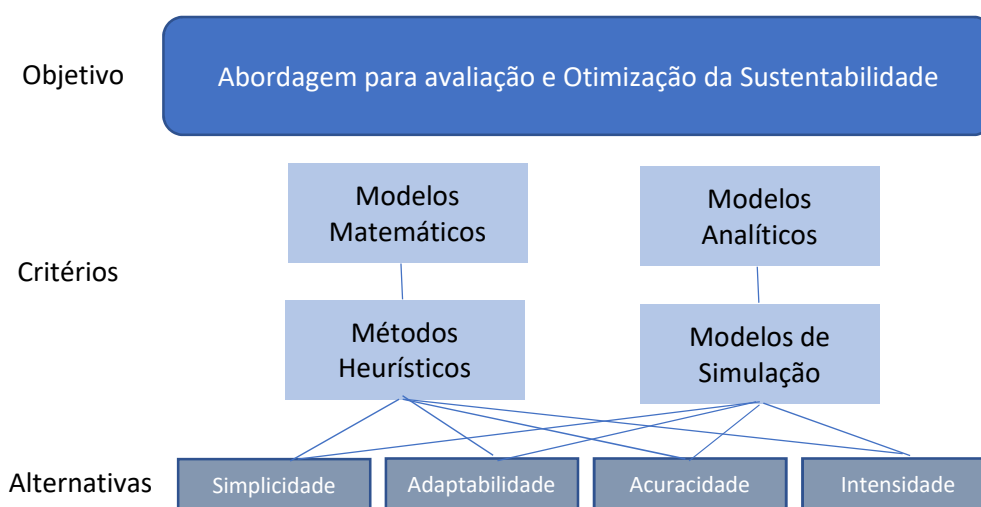 Objetivo
Abordagem para avaliação e Otimização da Sustentabilidade
Modelos
Matemáticos
Modelos
Analíticos
Critérios
Métodos
Heurísticos
Modelos de
Simulação
Alternativas
Simplicidade
Adaptabilidade
Acuracidade
Intensidade